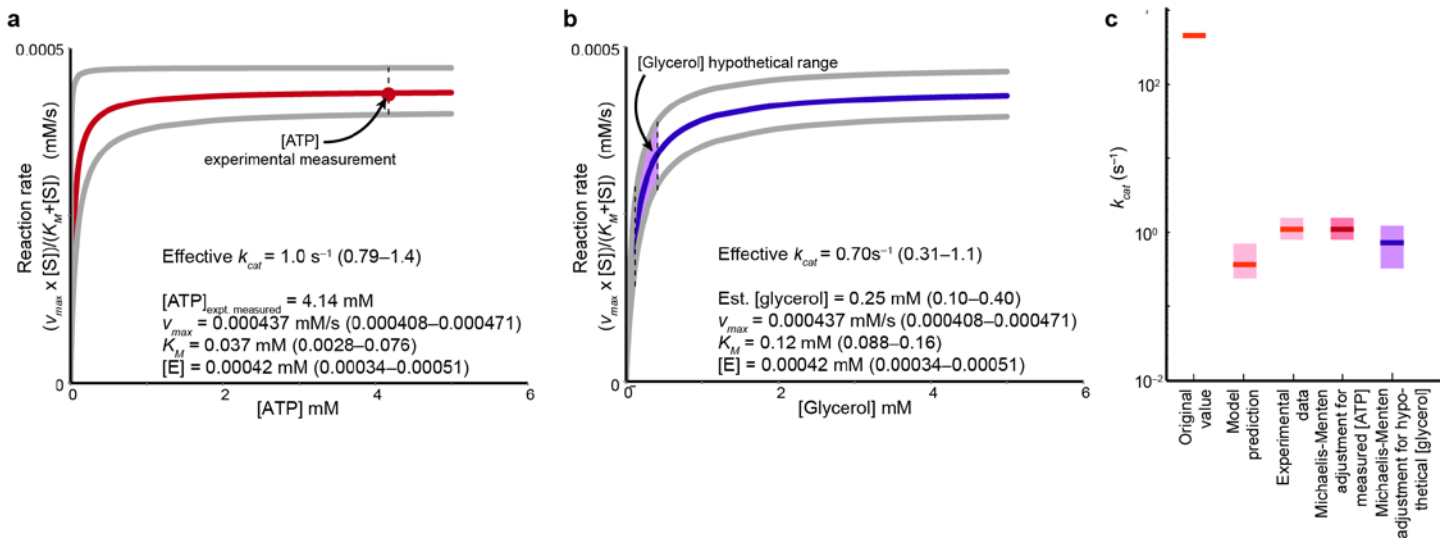 a
0.0005
Reaction rate
(vmax x [S])/(KM+[S]) (mM/s)
[ATP]
experimental measurement
Effective kcat = 1.0 s⁻¹ (0.79–1.4)
[ATP]expt. measured = 4.14 mM
vmax = 0.000437 mM/s (0.000408–0.000471)
KM = 0.037 mM (0.0028–0.076)
[E] = 0.00042 mM (0.00034–0.00051)
0
0 2 4 6
[ATP] mM
b
0.0005
Reaction rate
(vmax x [S])/(KM+[S]) (mM/s)
[Glycerol] hypothetical range
Effective kcat = 0.70s⁻¹ (0.31–1.1)
Est. [glycerol] = 0.25 mM (0.10–0.40)
vmax = 0.000437 mM/s (0.000408–0.000471)
KM = 0.12 mM (0.088–0.16)
[E] = 0.00042 mM (0.00034–0.00051)
0
0 2 4 6
[Glycerol] mM
c
kcat (s⁻¹)
10²
10⁰
10⁻²
Original
value
Model
prediction
Experimental
data
Michaelis-Menten
adjustment for
measured [ATP]
Michaelis-Menten
adjustment for hypo-
thetical [glycerol]